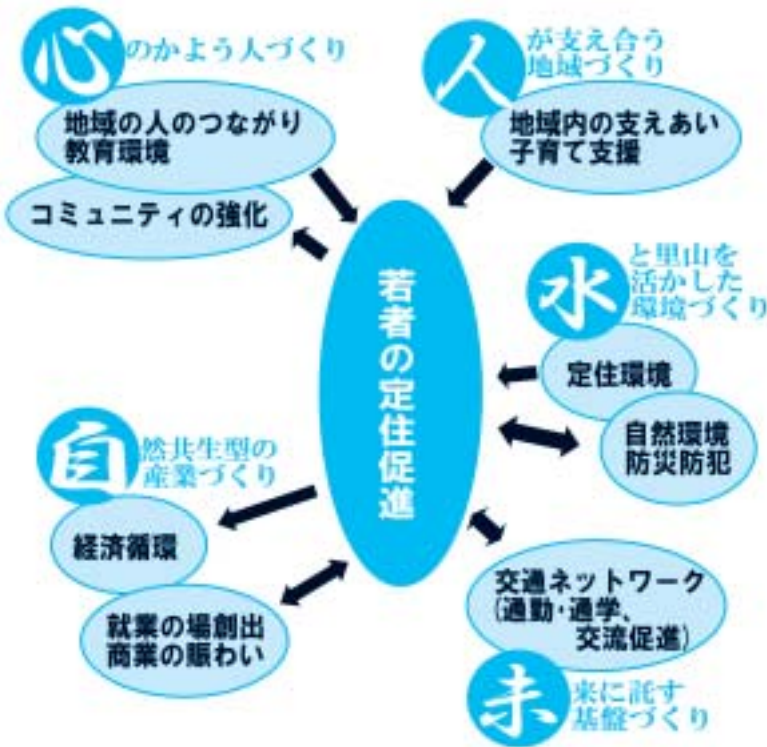 心のかよう人づくり
地域の人のつながり
教育環境
コミュニティの強化
人が支え合う
地域づくり
地域内の支えあい
子育て支援
若者の定住促進
水と里山を
活かした
環境づくり
定住環境
自然環境
防災防犯
自然共生型の
産業づくり
経済循環
就業の場創出
商業の賑わい
交通ネットワーク
(通勤・通学、
交流促進)
未来に託す
基盤づくり